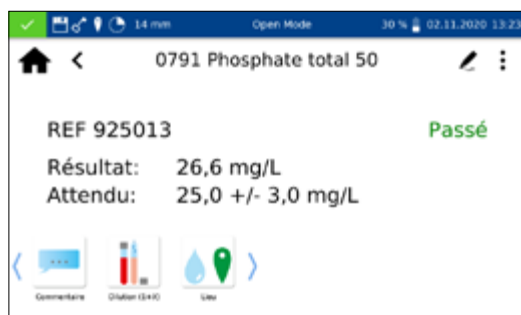 14 mm Open Mode 30 % 02.11.2020 13:23
0791 Phosphate total 50
REF 925013 Passé
Résultat: 26,6 mg/L
Attendu: 25,0 +/- 3,0 mg/L
Commentaire Dilution (1+X) Lieu